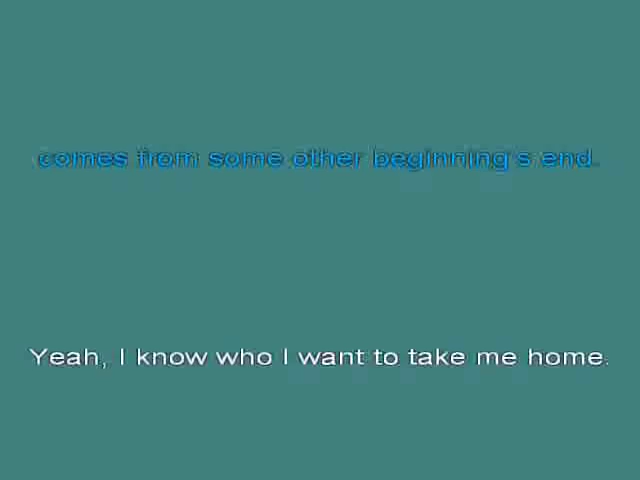 comes from some other beginning's end.
Yeah, I know who I want to take me home.